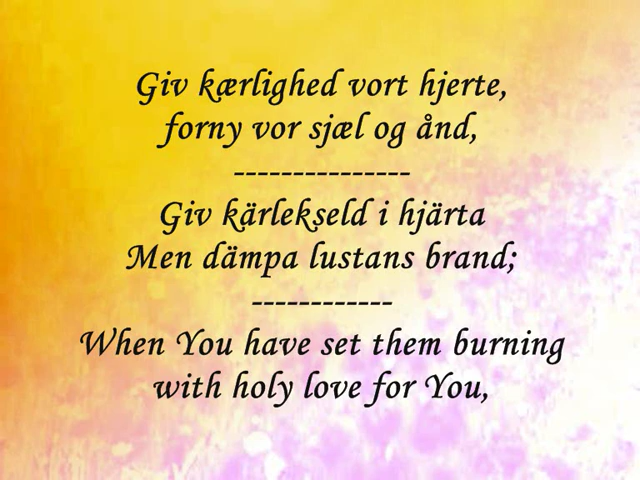 Giv kærlighed vort hjerte,
forny vor sjæl og ånd,
---------------
Giv kärlekseld i hjärta
Men dämpa lustans brand;
------------
When You have set them burning
with holy love for You,